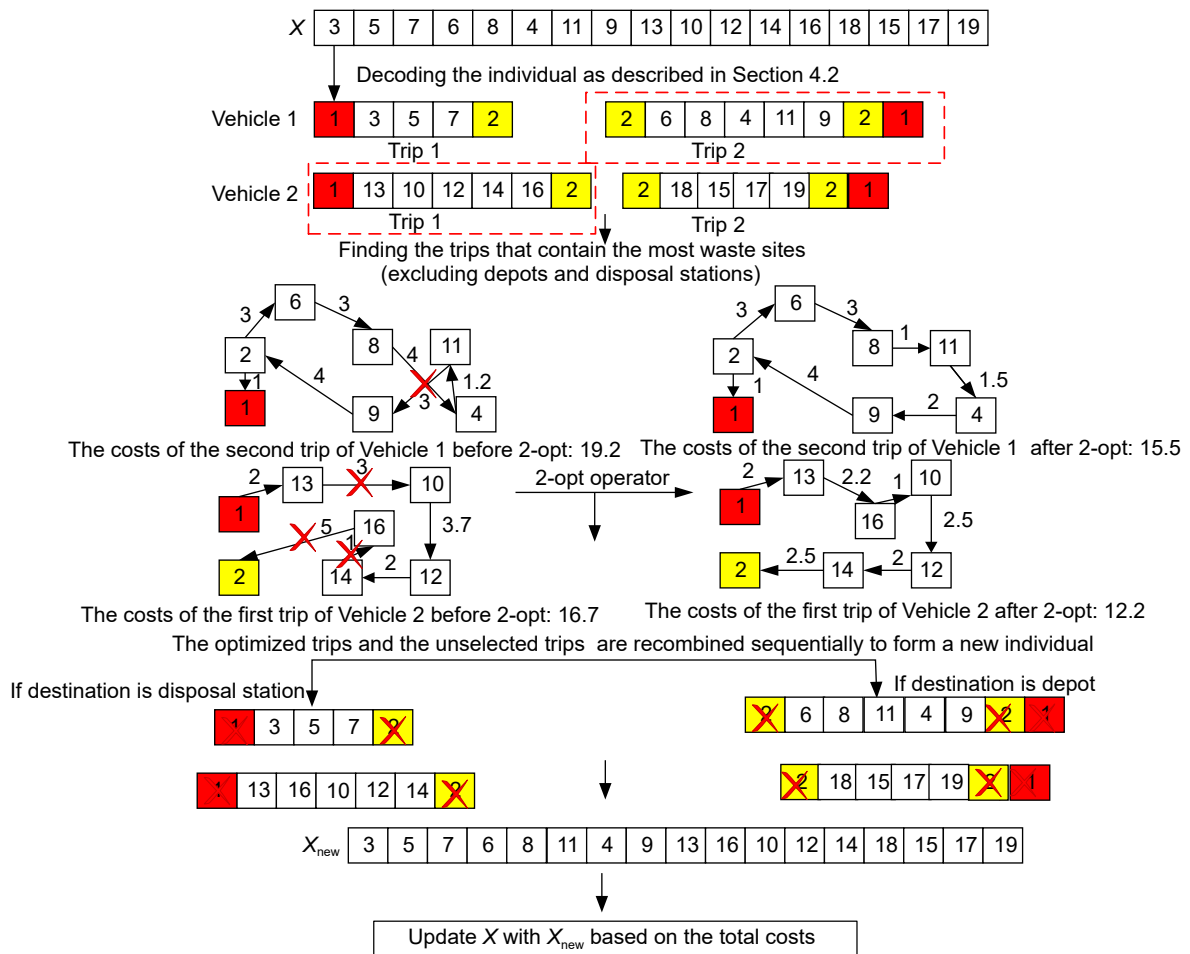 X 3 5 7 6 8 4 11 9 13 10 12 14 16 18 15 17 19
Decoding the individual as described in Section 4.2
Vehicle 1 1 3 5 7 2 2 6 8 4 11 9 2 1
Trip 1 Trip 2
Vehicle 2 1 13 10 12 14 16 2 2 18 15 17 19 2 1
Trip 1 Trip 2
Finding the trips that contain the most waste sites
(excluding depots and disposal stations)
6 3 3 8 4 11 2 1 4 1.2 1 9 3 4
6 3 3 8 1 11 2 1 4 1.5 1 9 2 4
The costs of the second trip of Vehicle 1 before 2-opt: 19.2
The costs of the second trip of Vehicle 1 after 2-opt: 15.5
2 13 3 10 1 3.7 5 16 1 2 14 2 12
2-opt operator
2 13 2.2 1 10 1 16 2.5 2 2.5 14 2 12
The costs of the first trip of Vehicle 2 before 2-opt: 16.7
The costs of the first trip of Vehicle 2 after 2-opt: 12.2
The optimized trips and the unselected trips are recombined sequentially to form a new individual
If destination is disposal station
If destination is depot
1 3 5 7 2
2 6 8 11 4 9 2 1
1 13 16 10 12 14 2
2 18 15 17 19 2 1
Xnew 3 5 7 6 8 11 4 9 13 16 10 12 14 18 15 17 19
Update X with Xnew based on the total costs